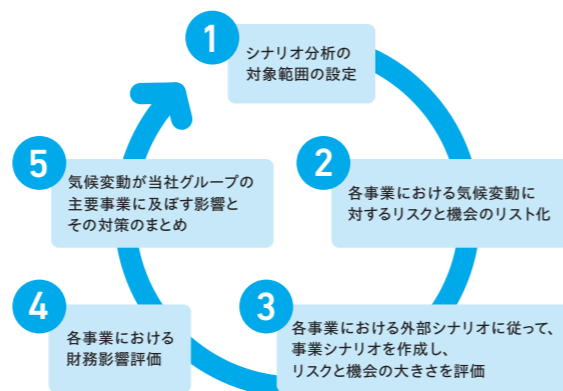 1
シナリオ分析の
対象範囲の設定
2
各事業における気候変動に
対するリスクと機会のリスト化
3
各事業における外部シナリオに従って、
事業シナリオを作成し、
リスクと機会の大きさを評価
4
各事業における
財務影響評価
5
気候変動が当社グループの
主要事業に及ぼす影響と
その対策のまとめ